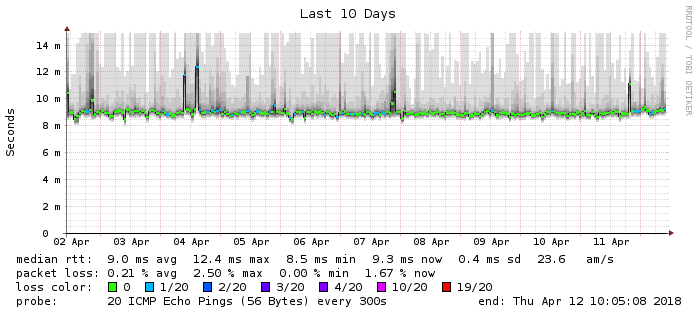 Last 10 Days
RRDTOOL / TOBI OETIKER
Seconds
14 m
12 m
10 m
8 m
6 m
4 m
2 m
0
02 Apr 03 Apr 04 Apr 05 Apr 06 Apr 07 Apr 08 Apr 09 Apr 10 Apr 11 Apr
median rtt: 9.0 ms avg 12.4 ms max 8.5 ms min 9.3 ms now 0.4 ms sd 23.6 am/s
packet loss: 0.21 % avg 2.50 % max 0.00 % min 1.67 % now
loss color: 0 1/20 2/20 3/20 4/20 10/20 19/20
probe: 20 ICMP Echo Pings (56 Bytes) every 300s end: Thu Apr 12 10:05:08 2018